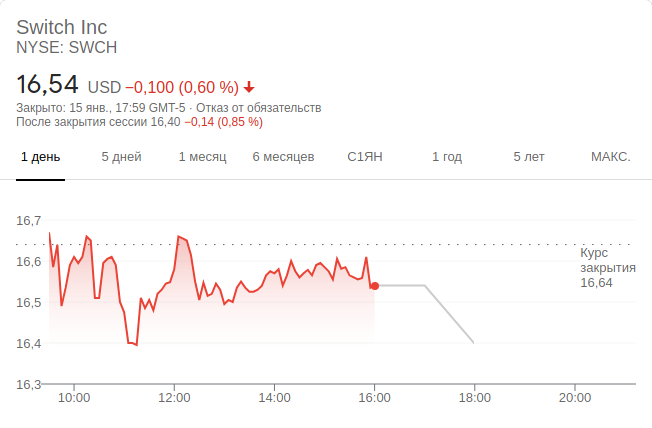 Switch Inc
NYSE: SWCH
16,54 USD −0,100 (0,60 %)
Закрыто: 15 янв., 17:59 GMT-5 · Отказ от обязательств
После закрытия сессии 16,40 −0,14 (0,85 %)
1 день 5 дней 1 месяц 6 месяцев С1ЯН 1 год 5 лет МАКС.
16,7
16,6
16,5
16,4
16,3
Курс
закрытия
16,64
10:00 12:00 14:00 16:00 18:00 20:00